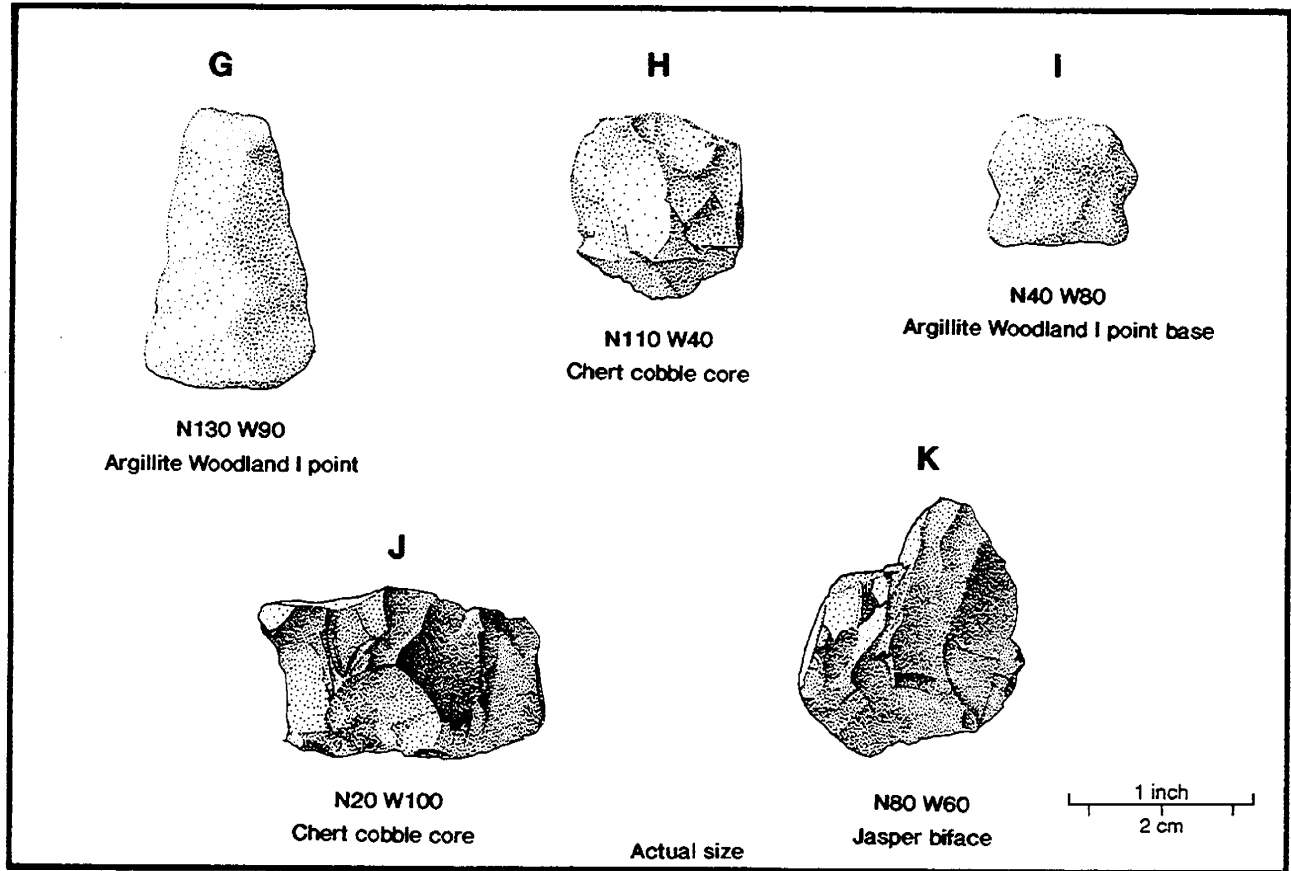 G
H
I
N130 W90
Argillite Woodland I point
N110 W40
Chert cobble core
N40 W80
Argillite Woodland I point base
J
K
N20 W100
Chert cobble core
N80 W60
Jasper biface
1 inch
2 cm
Actual size